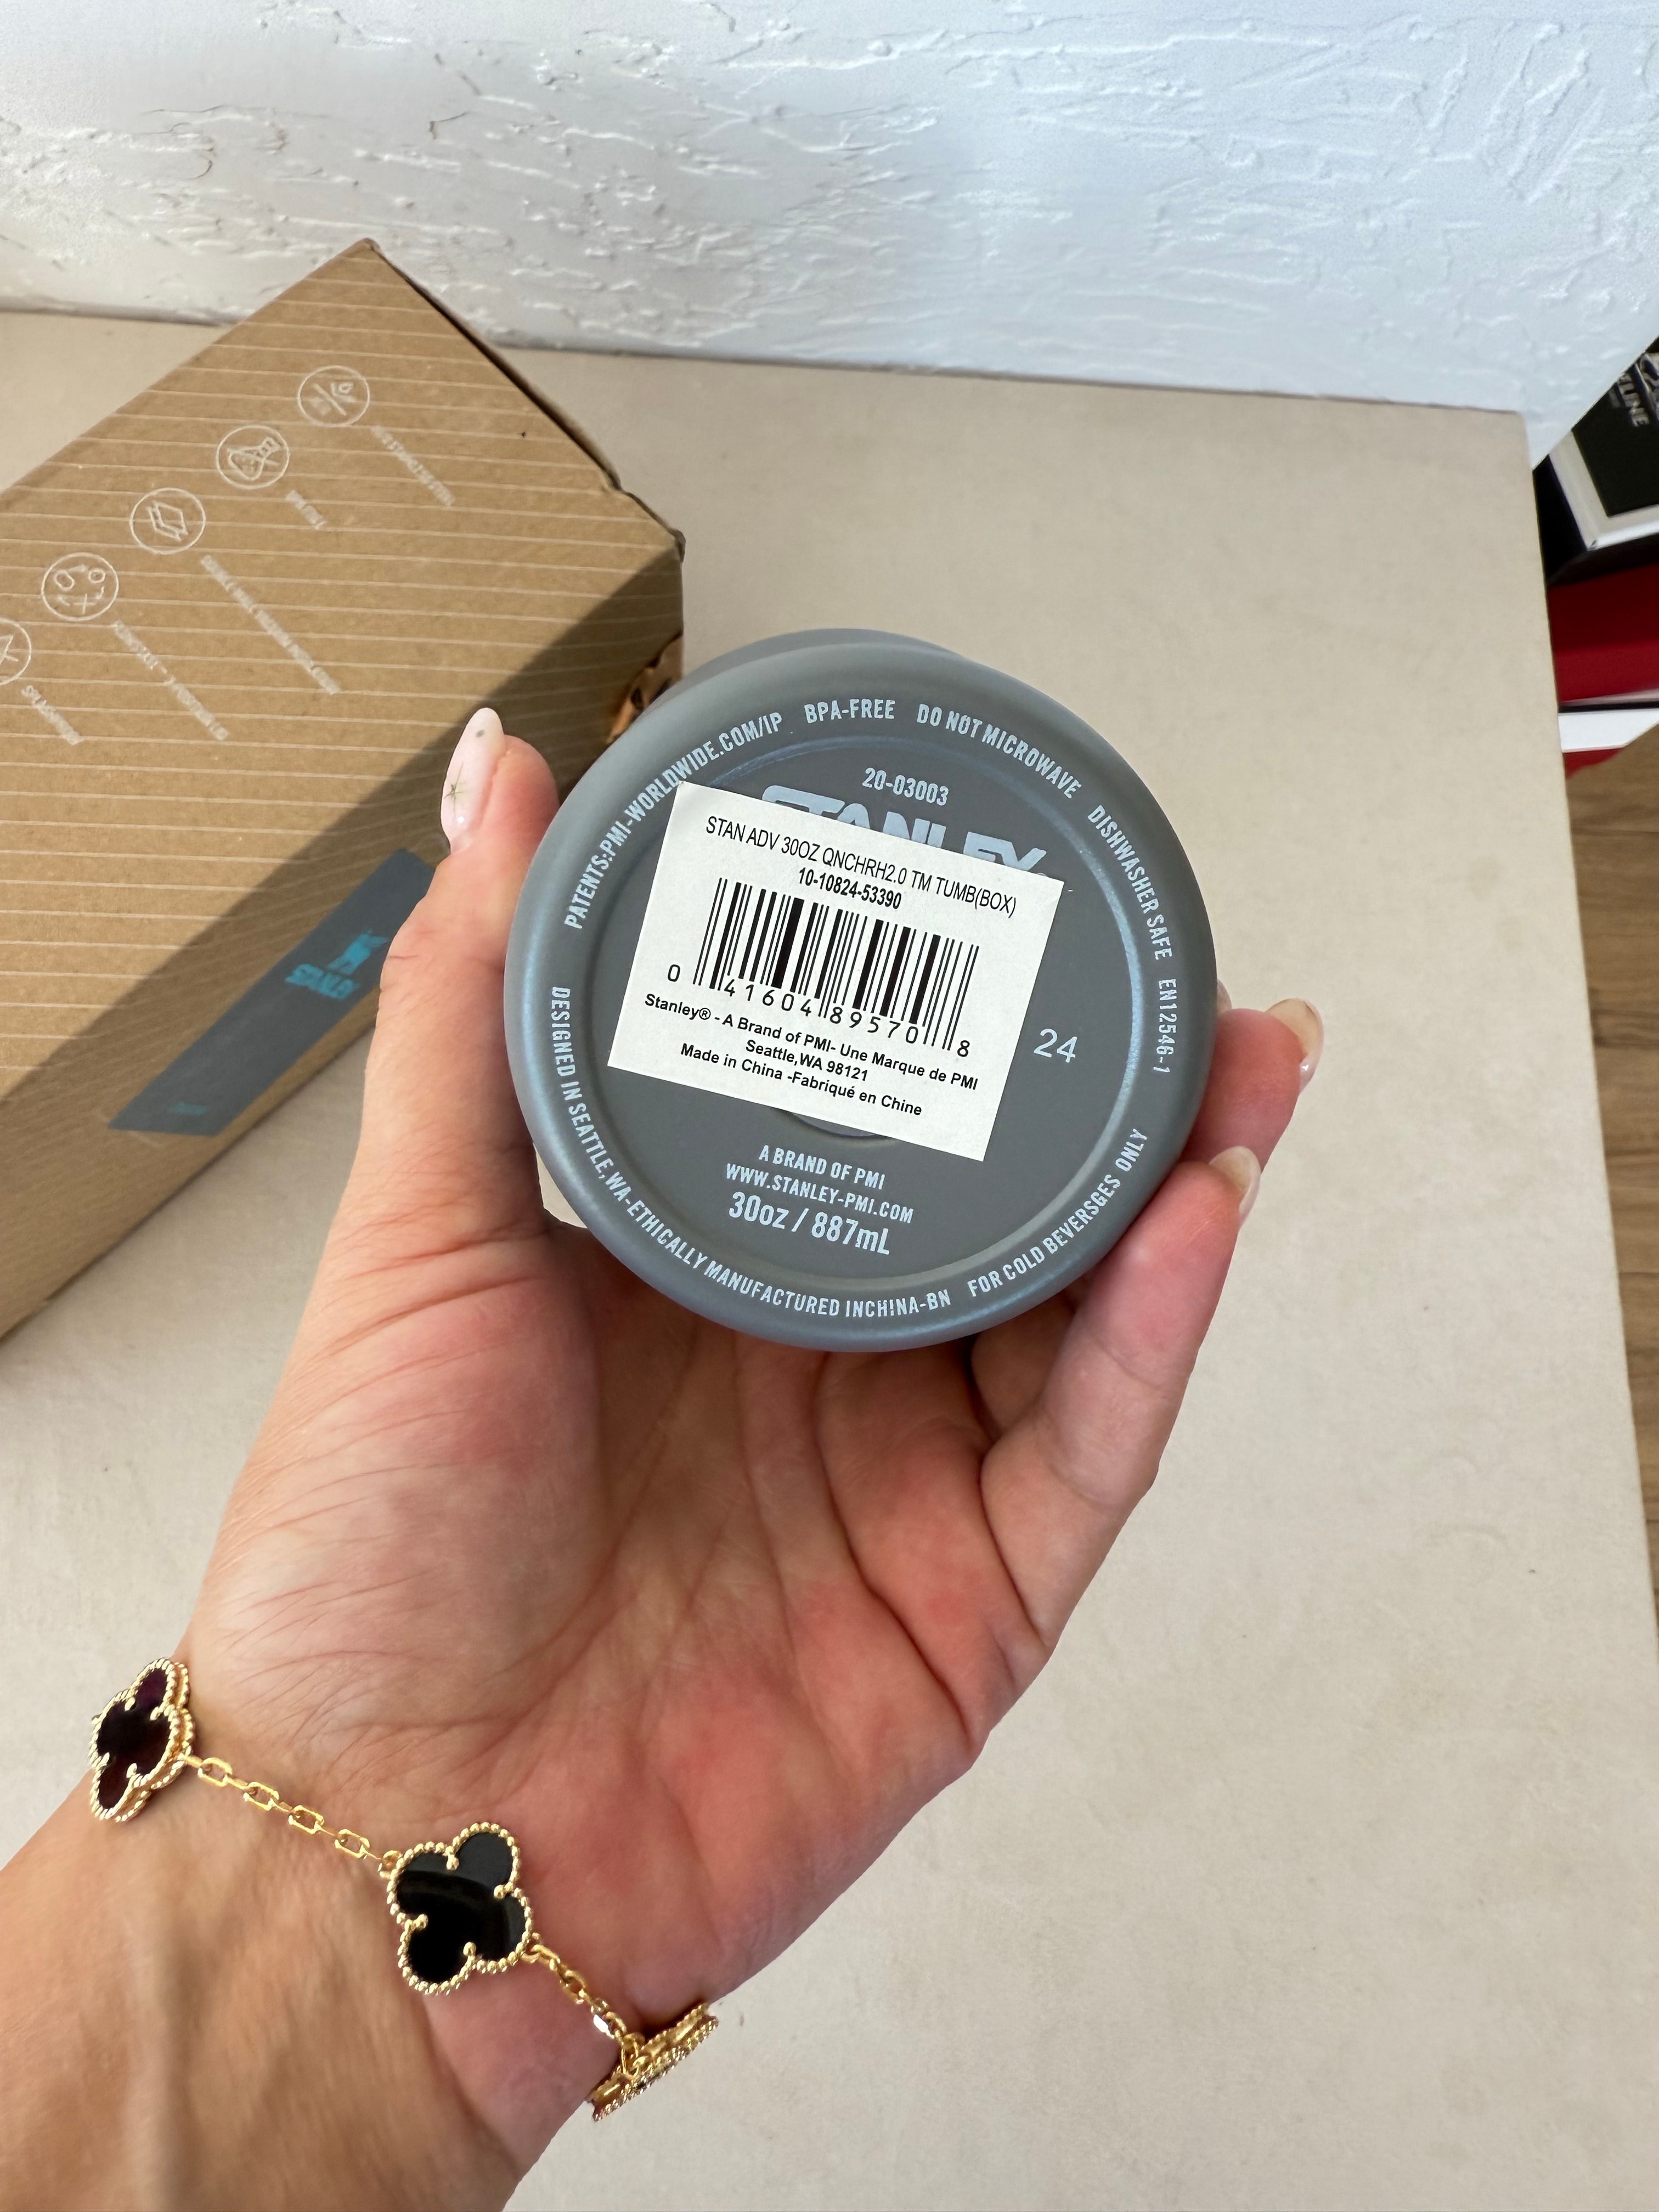 PATENTS:PMI-WORLDWIDE.COM/IP BPA-FREE DO NOT MICROWAVE DISHWASHER SAFE EN12546-1
20-03003
STANLEY
STAN ADV 30OZ QNCHRH2.0 TM TUMB(BOX)
10-10824-53390
0 41604 89570 8
Stanley® - A Brand of PMI- Une Marque de PMI
Seattle,WA 98121
Made in China -Fabriqué en Chine
24
A BRAND OF PMI
WWW.STANLEY-PMI.COM
30oz / 887mL
DESIGNED IN SEATTLE,WA-ETHICALLY MANUFACTURED INCHINA-BN FOR COLD BEVERSGES ONLY
STANLEY